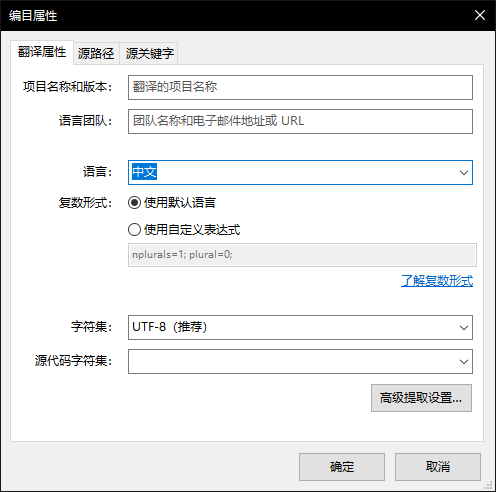 编目属性
翻译属性 源路径 源关键字
项目名称和版本: 翻译的项目名称
语言团队: 团队名称和电子邮件地址或 URL
语言: 中文
复数形式: 使用默认语言
使用自定义表达式
nplurals=1; plural=0;
了解复数形式
字符集: UTF-8（推荐）
源代码字符集:
高级提取设置...
确定 取消